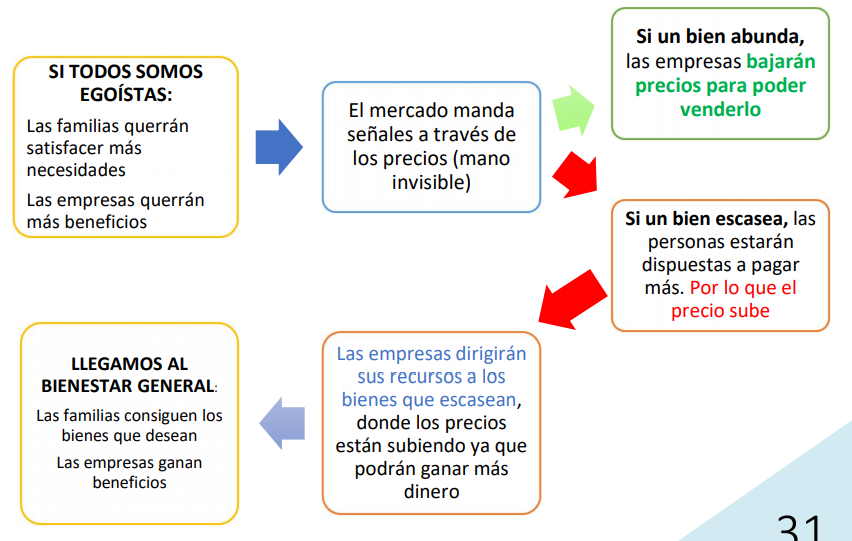 SI TODOS SOMOS
EGOÍSTAS:
Las familias querrán
satisfacer más
necesidades
Las empresas querrán
más beneficios
El mercado manda
señales a través de
los precios (mano
invisible)
Si un bien abunda,
las empresas bajarán
precios para poder
venderlo
Si un bien escasea, las
personas estarán
dispuestas a pagar
más. Por lo que el
precio sube
Las empresas dirigirán
sus recursos a los
bienes que escasean,
donde los precios
están subiendo ya que
podrán ganar más
dinero
LLEGAMOS AL
BIENESTAR GENERAL:
Las familias consiguen los
bienes que desean
Las empresas ganan
beneficios
31